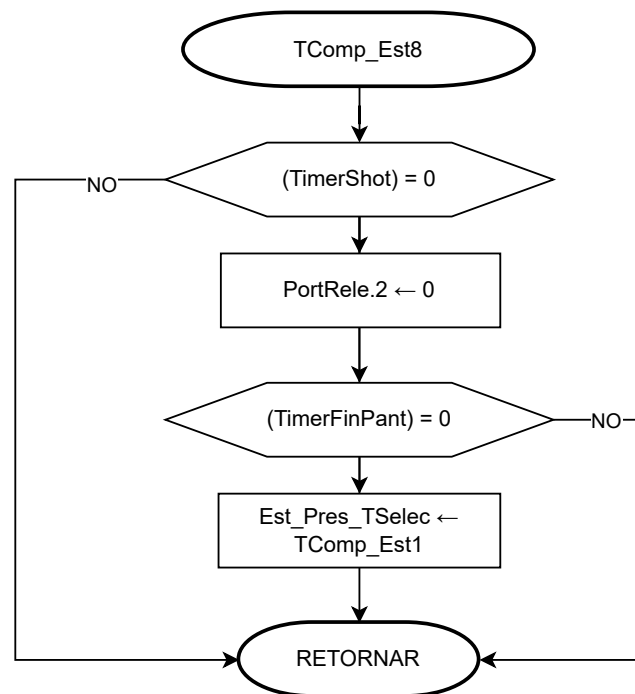 TComp_Est8
(TimerShot) = 0
NO
PortRele.2 ← 0
(TimerFinPant) = 0
NO
Est_Pres_TSelec ←
TComp_Est1
RETORNAR